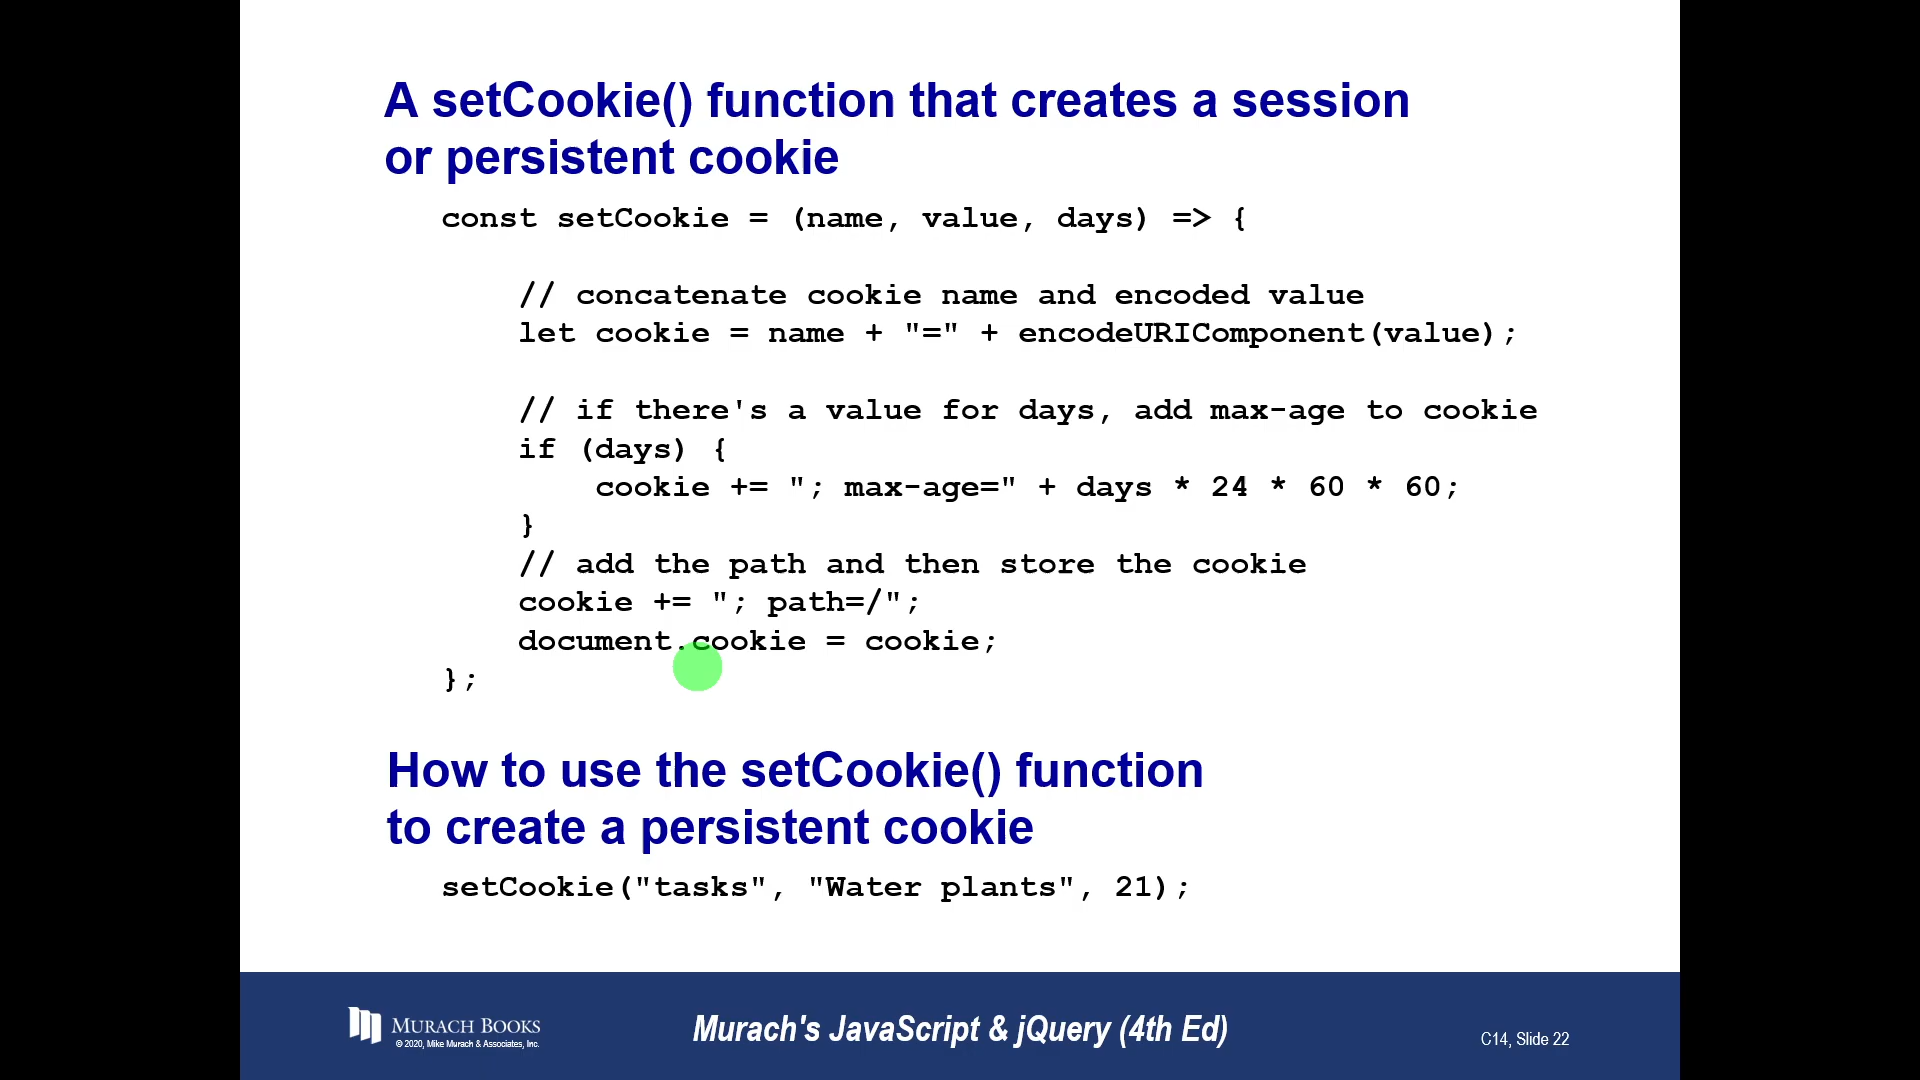 A setCookie() function that creates a session
or persistent cookie
const setCookie = (name, value, days) => {
// concatenate cookie name and encoded value
let cookie = name + "=" + encodeURIComponent(value);
// if there's a value for days, add max-age to cookie
if (days) {
cookie += "; max-age=" + days * 24 * 60 * 60;
}
// add the path and then store the cookie
cookie += "; path=/";
document.cookie = cookie;
};
How to use the setCookie() function
to create a persistent cookie
setCookie("tasks", "Water plants", 21);
MURACH BOOKS
© 2020, Mike Murach & Associates, Inc.
Murach's JavaScript & jQuery (4th Ed)
C14, Slide 22